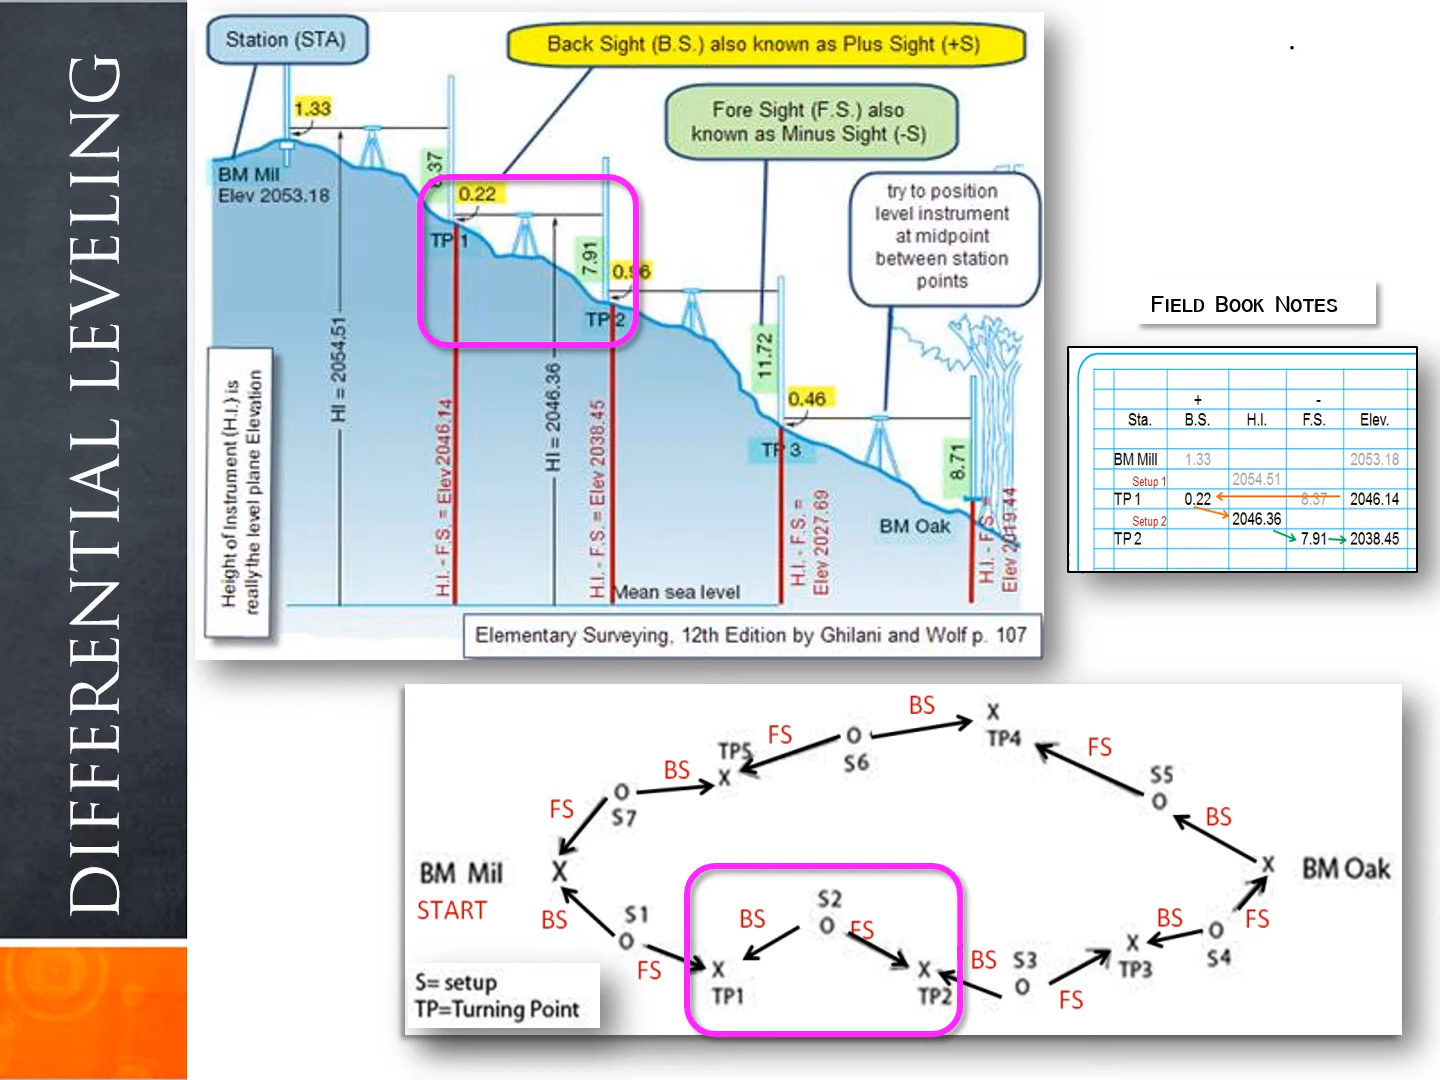 DIFFERENTIAL LEVELING
Station (STA)
Back Sight (B.S.) also known as Plus Sight (+S)
Fore Sight (F.S.) also
known as Minus Sight (-S)
try to position
level instrument
at midpoint
between station
points
1.33
BM Mil
Elev 2053.18
0.22
TP 1
7.91
0.96
TP 2
11.72
0.46
TP 3
8.71
BM Oak
HI = 2054.51
HI = 2046.36
Height of Instrument (H.I.) is
really the level plane Elevation
H.I. - F.S. = Elev 2046.14
H.I. - F.S. = Elev 2038.45
H.I. - F.S. =
Elev 2027.69
H.I. - F.S. =
Elev 2019.44
Mean sea level
Elementary Surveying, 12th Edition by Ghilani and Wolf p. 107
FIELD BOOK NOTES
+ -
Sta. B.S. H.I. F.S. Elev.
BM Mill 1.33 2053.18
Setup 1 2054.51
TP 1 0.22 8.37 2046.14
Setup 2 2046.36
TP 2 7.91 2038.45
BS
X
TP4
FS
O
S6
FS
TP5
X
BS
S5
O
BS
O
S7
FS
BM Mil
X
START
X
BM Oak
BS
S1
O
FS
X
TP1
BS
S2
O
FS
X
TP2
BS
S3
O
FS
X
TP3
BS
O
S4
FS
S= setup
TP=Turning Point